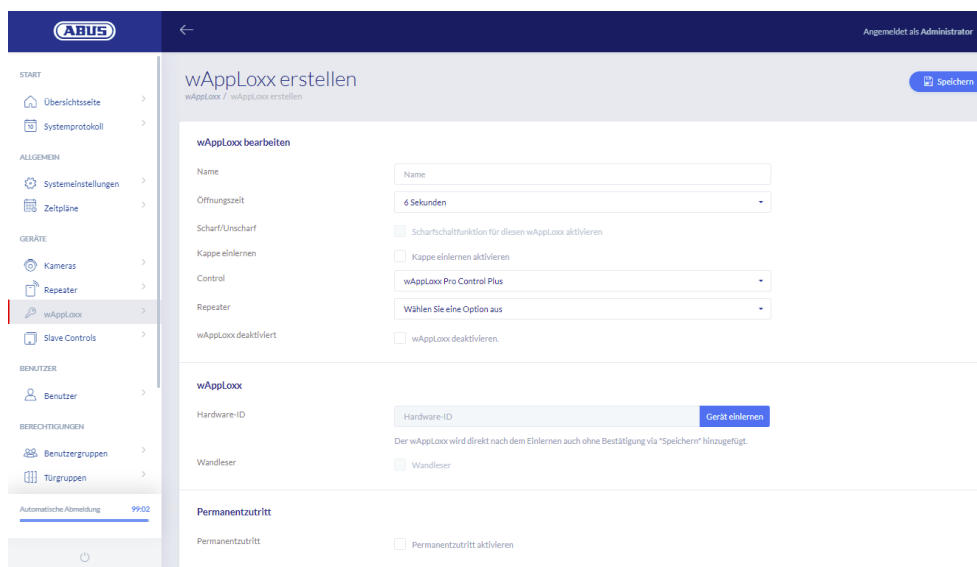 ABUS
Angemeldet als Administrator
START
Übersichtsseite
10 Systemprotokoll
ALLGEMEIN
Systemeinstellungen
Zeitpläne
GERÄTE
Kameras
Repeater
wAppLoxx
Slave Controls
BENUTZER
Benutzer
BERECHTIGUNGEN
Benutzergruppen
Türgruppen
Automatische Abmeldung 99:02
wAppLoxx erstellen
wAppLoxx / wAppLoxx erstellen
Speichern
wAppLoxx bearbeiten
Name Name
Öffnungszeit 6 Sekunden
Scharf/Unscharf Scharfschaltfunktion für diesen wAppLoxx aktivieren
Kappe einlernen Kappe einlernen aktivieren
Control wAppLoxx Pro Control Plus
Repeater Wählen Sie eine Option aus
wAppLoxx deaktiviert wAppLoxx deaktivieren.
wAppLoxx
Hardware-ID Hardware-ID Gerät einlernen
Der wAppLoxx wird direkt nach dem Einlernen auch ohne Bestätigung via "Speichern" hinzugefügt.
Wandleser Wandleser
Permanentzutritt
Permanentzutritt Permanentzutritt aktivieren